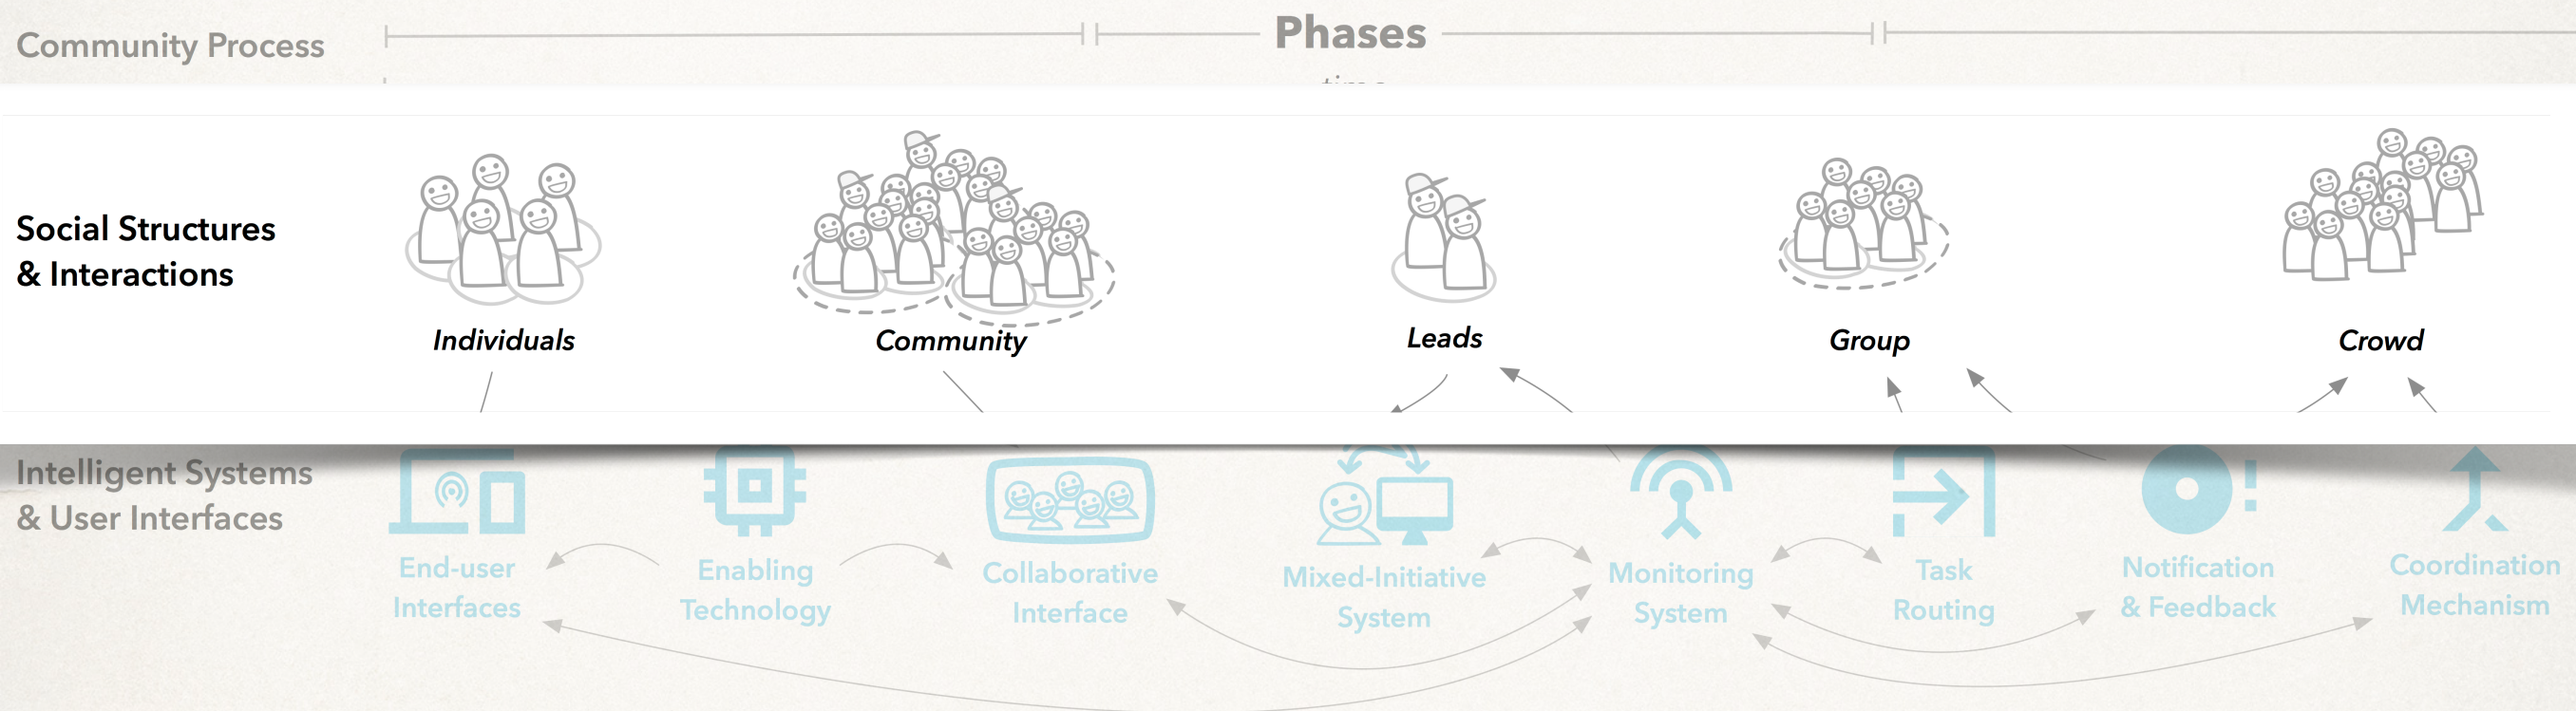 Community Process
Phases
time
Social Structures
& Interactions
Individuals
Community
Leads
Group
Crowd
Intelligent Systems
& User Interfaces
End-user
Interfaces
Enabling
Technology
Collaborative
Interface
Mixed-Initiative
System
Monitoring
System
Task
Routing
Notification
& Feedback
Coordination
Mechanism